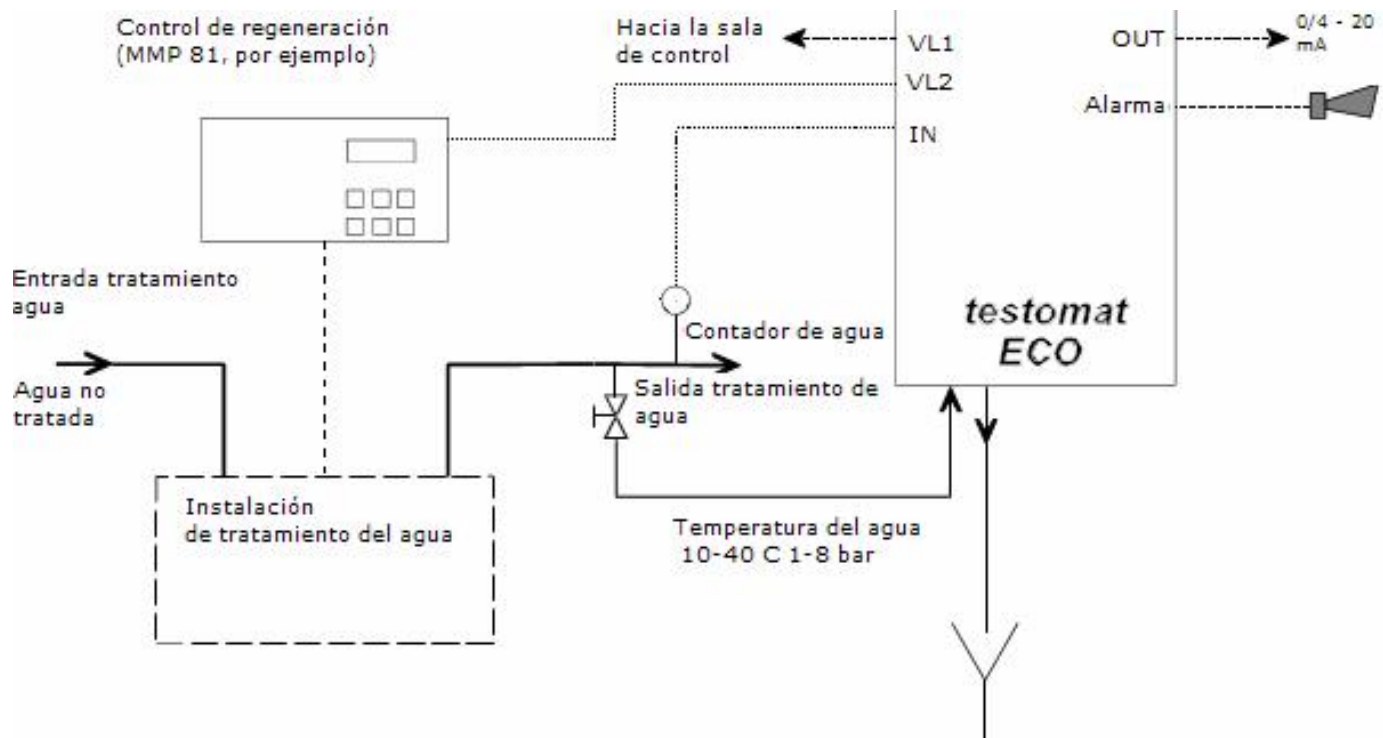 Control de regeneración
(MMP 81, por ejemplo)
Hacia la sala
de control
VL1
VL2
IN
OUT
0/4 - 20
mA
Alarma
Entrada tratamiento
agua
testomat
ECO
Contador de agua
Agua no
tratada
Salida tratamiento de
agua
Instalación
de tratamiento del agua
Temperatura del agua
10-40 C 1-8 bar